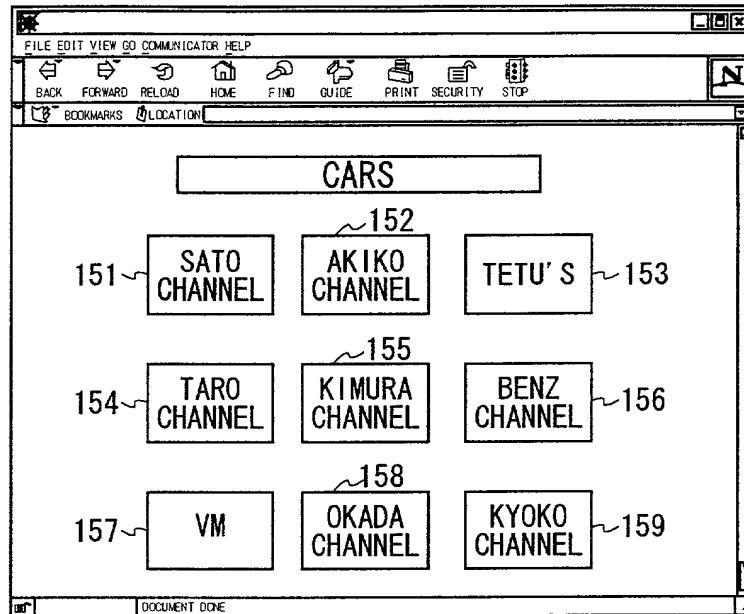 FILE EDIT VIEW GO COMMUNICATOR HELP
BACK FORWARD RELOAD HOME FIND GUIDE PRINT SECURITY STOP
N
BOOKMARKS LOCATION
CARS
152
151 SATO CHANNEL AKIKO CHANNEL TETU'S 153
155
154 TARO CHANNEL KIMURA CHANNEL BENZ CHANNEL 156
158
157 VM OKADA CHANNEL KYOKO CHANNEL 159
DOCUMENT DONE